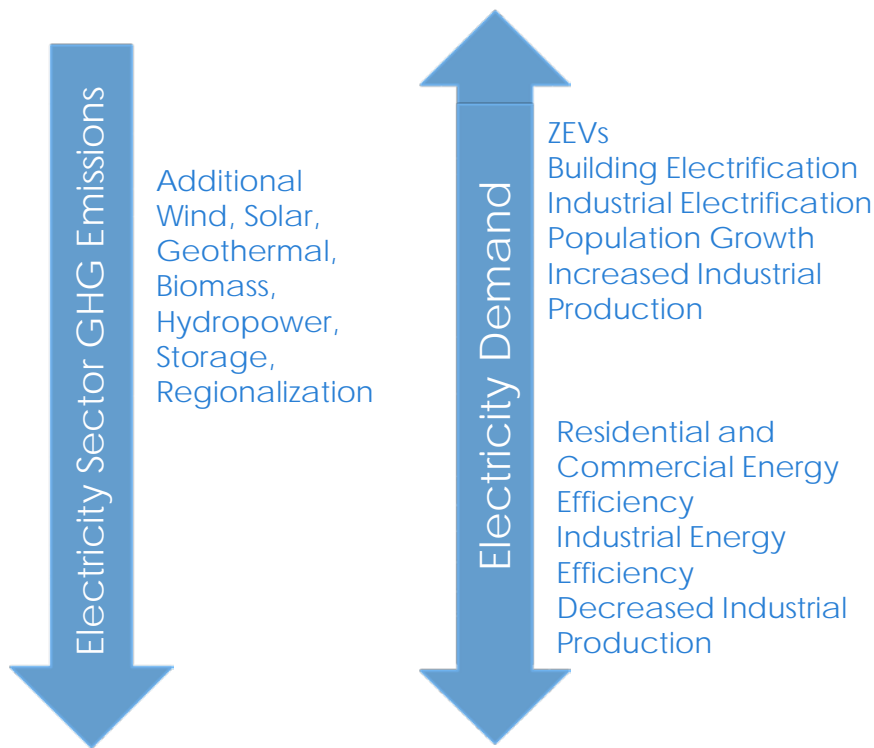 Electricity Sector GHG Emissions
Additional
Wind, Solar,
Geothermal,
Biomass,
Hydropower,
Storage,
Regionalization
Electricity Demand
ZEVs
Building Electrification
Industrial Electrification
Population Growth
Increased Industrial
Production
Residential and
Commercial Energy
Efficiency
Industrial Energy
Efficiency
Decreased Industrial
Production